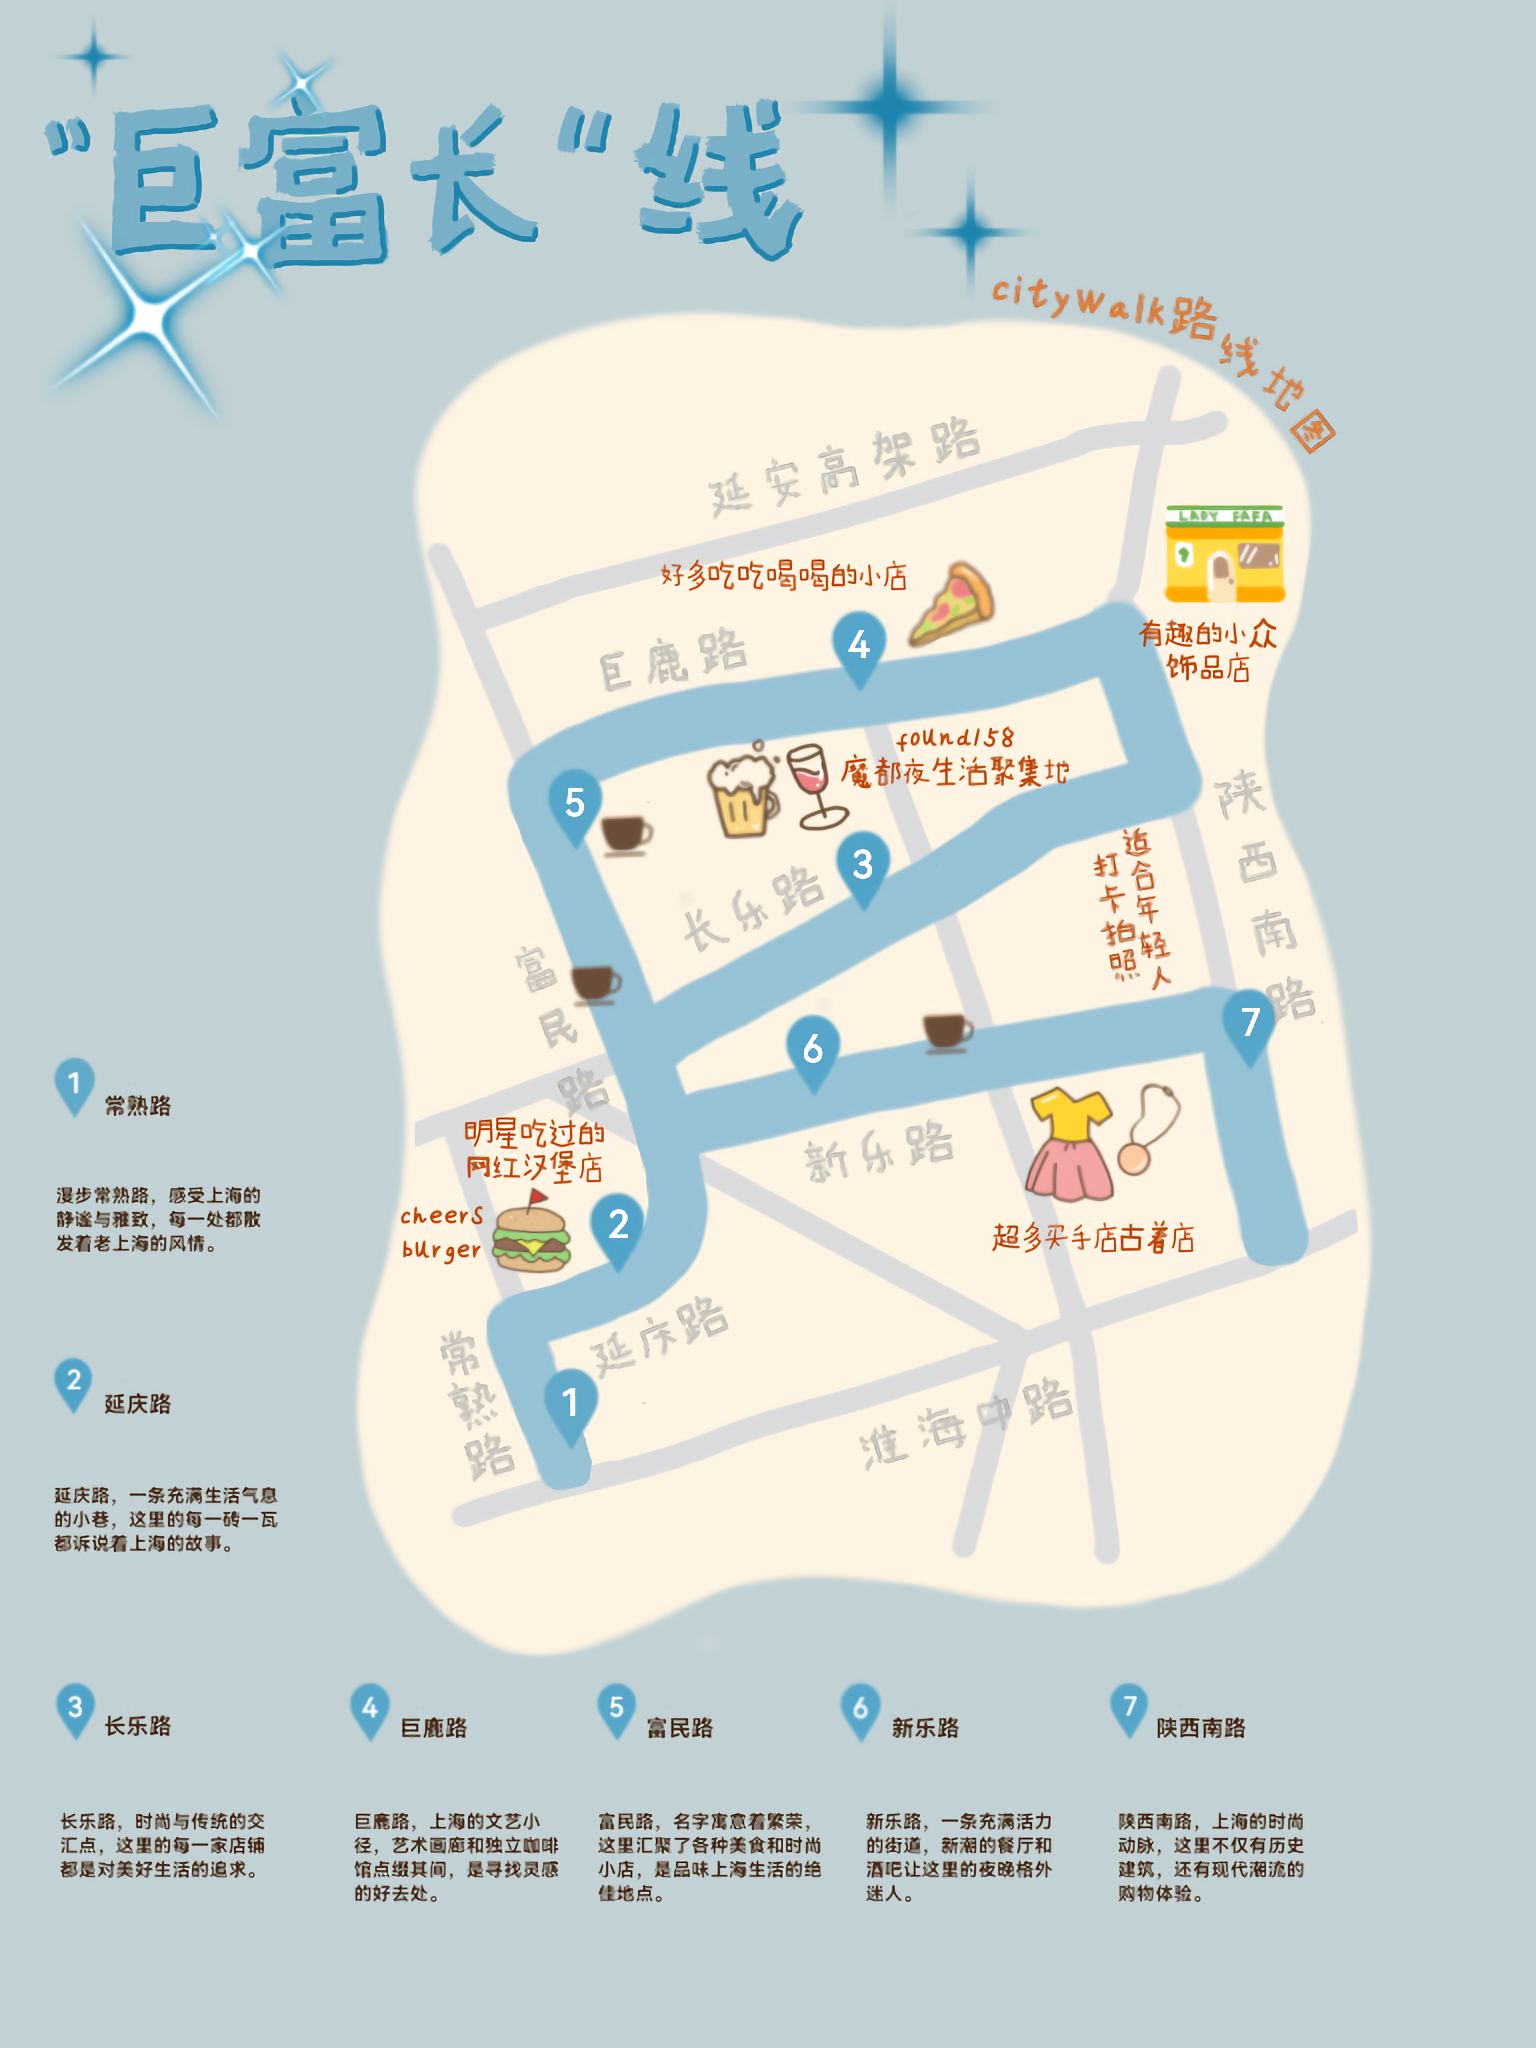 “巨富长“线
citywalk路线地图
延安高架路
LADY FAFA
好多吃吃喝喝的小店
4
有趣的小众
饰品店
巨鹿路
found158
魔都夜生活聚集地
5
陕西南路
3
长乐路
适合年轻人
打卡拍照
富民路
7
6
新乐路
明星吃过的
网红汉堡店
cheers
burger
2
超多买手店古着店
延庆路
常熟路
1
淮海中路
1 常熟路
漫步常熟路，感受上海的
静谧与雅致，每一处都散
发着老上海的风情。
2 延庆路
延庆路，一条充满生活气息
的小巷，这里的每一砖一瓦
都诉说着上海的故事。
3 长乐路
长乐路，时尚与传统的交
汇点，这里的每一家店铺
都是对美好生活的追求。
4 巨鹿路
巨鹿路，上海的文艺小
径，艺术画廊和独立咖啡
馆点缀其间，是寻找灵感
的好去处。
5 富民路
富民路，名字寓意着繁荣，
这里汇聚了各种美食和时尚
小店，是品味上海生活的绝
佳地点。
6 新乐路
新乐路，一条充满活力
的街道，新潮的餐厅和
酒吧让这里的夜晚格外
迷人。
7 陕西南路
陕西南路，上海的时尚
动脉，这里不仅有历史
建筑，还有现代潮流的
购物体验。